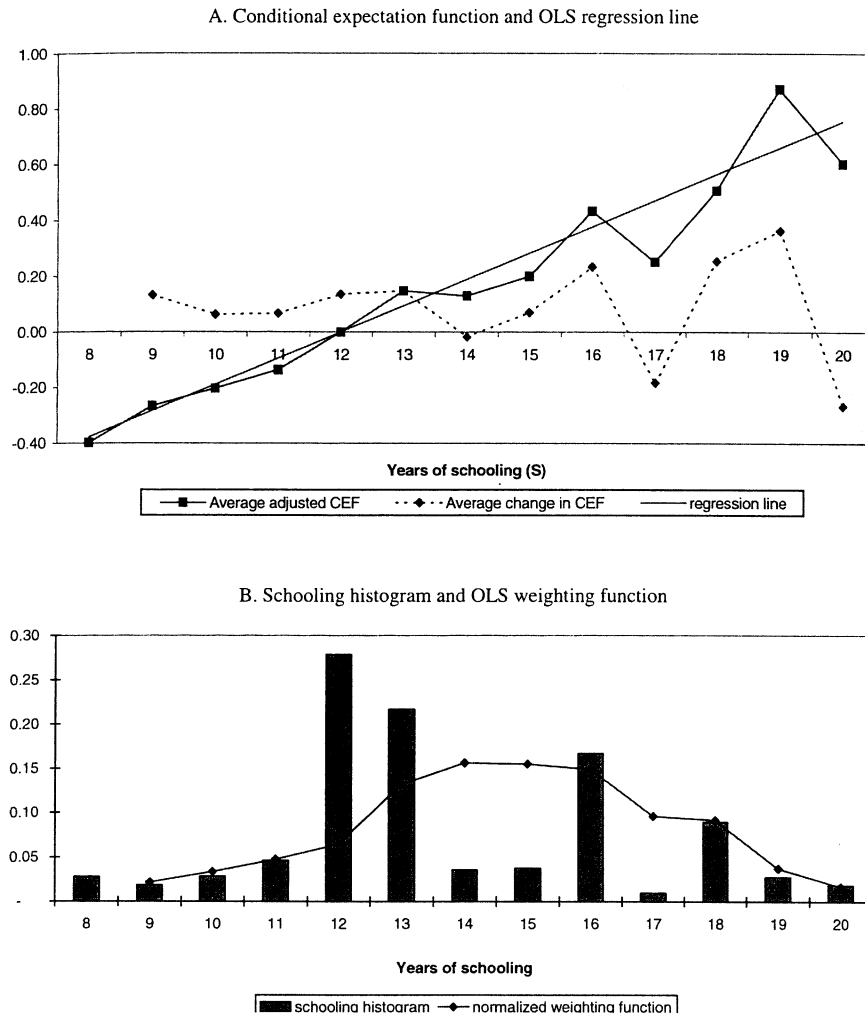 A. Conditional expectation function and OLS regression line
1.00
0.80
0.60
0.40
0.20
0.00
8 9 10 11 12 13 14 15 16 17 18 19 20
-0.20
-0.40
Years of schooling (S)
Average adjusted CEF Average change in CEF regression line
B. Schooling histogram and OLS weighting function
0.30
0.25
0.20
0.15
0.10
0.05
-
8 9 10 11 12 13 14 15 16 17 18 19 20
Years of schooling
schooling histogram normalized weighting function